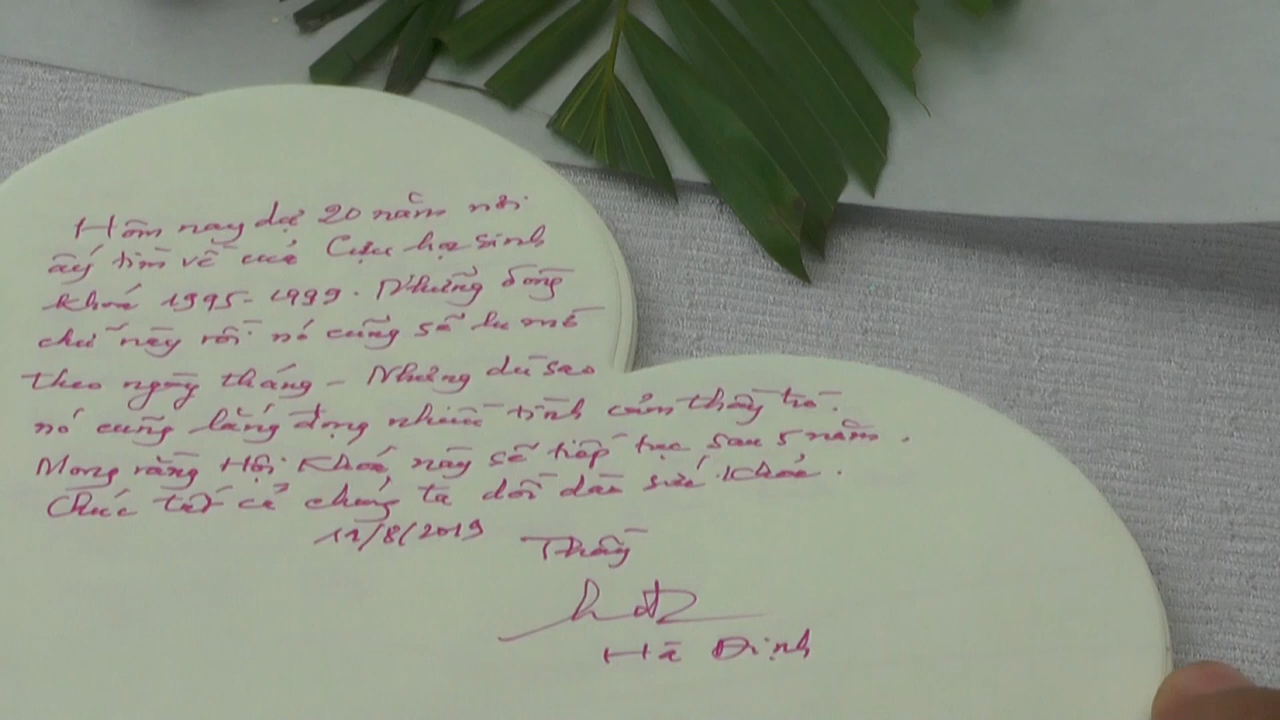 Hôm nay dự 20 năm nơi
ấy tìm về của Cựu học sinh
khoá 1995-1999. Những dòng
chữ này rồi nó cũng sẽ lu mờ
theo ngày tháng - Nhưng dù sao
nó cũng lắng đọng nhiều tình cảm thầy trò.
Mong rằng Hội Khoá này sẽ tiếp tục sau 5 năm.
Chúc tất cả chúng ta dồi dào sức khoẻ.
11/8/2019
Thầy
Hà Định